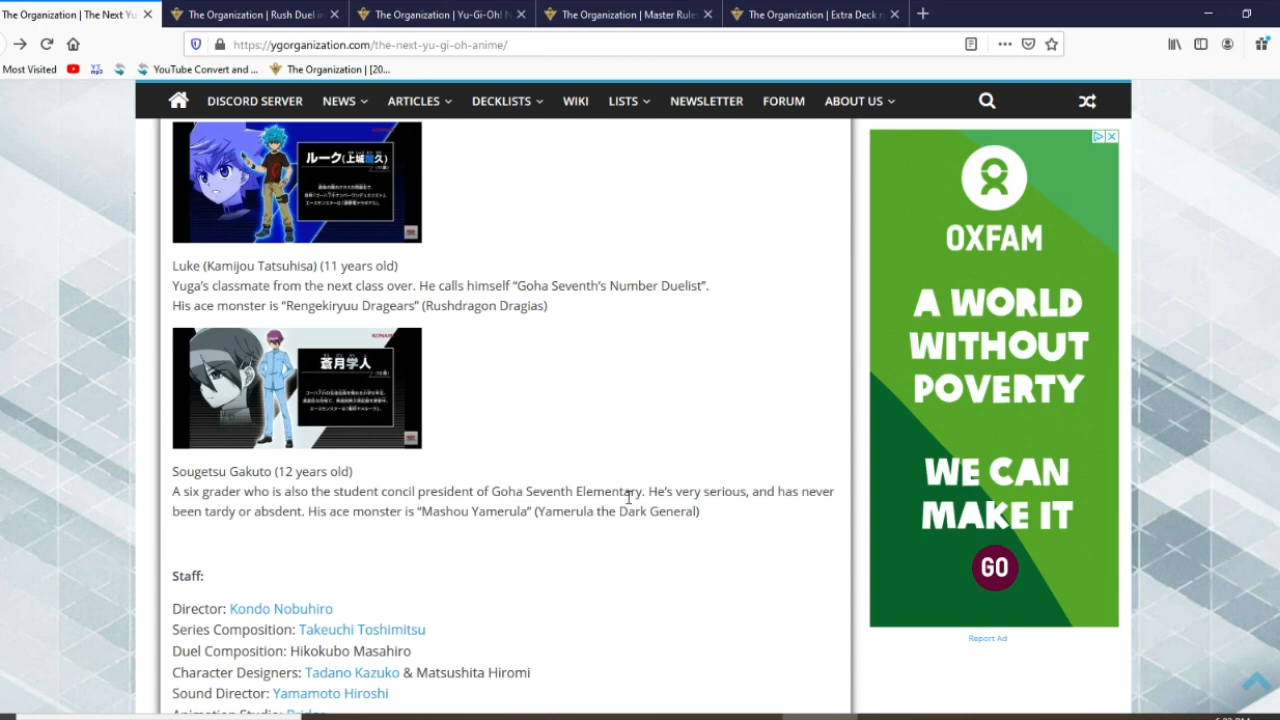 The Organization | The Next Yu
The Organization | Rush Duel
The Organization | Yu-Gi-Oh!
The Organization | Master Rule
The Organization | Extra Deck
https://ygorganization.com/the-next-yu-gi-oh-anime/
Most Visited
YouTube Convert and ...
The Organization | [20...
DISCORD SERVER
NEWS
ARTICLES
DECKLISTS
WIKI
LISTS
NEWSLETTER
FORUM
ABOUT US
KONAMI
Luke (Kamijou Tatsuhisa) (11 years old)
Yuga's classmate from the next class over. He calls himself “Goha Seventh's Number Duelist”.
His ace monster is “Rengekiryuu Dragears” (Rushdragon Dragias)
KONAMI
蒼月学人
Sougetsu Gakuto (12 years old)
A six grader who is also the student concil president of Goha Seventh Elementary. He's very serious, and has never
been tardy or absdent. His ace monster is “Mashou Yamerula” (Yamerula the Dark General)
Staff:
Director: Kondo Nobuhiro
Series Composition: Takeuchi Toshimitsu
Duel Composition: Hikokubo Masahiro
Character Designers: Tadano Kazuko & Matsushita Hiromi
Sound Director: Yamamoto Hiroshi
Animation Studio: Bridge
OXFAM
A WORLD
WITHOUT
POVERTY
WE CAN
MAKE IT
GO
Report Ad